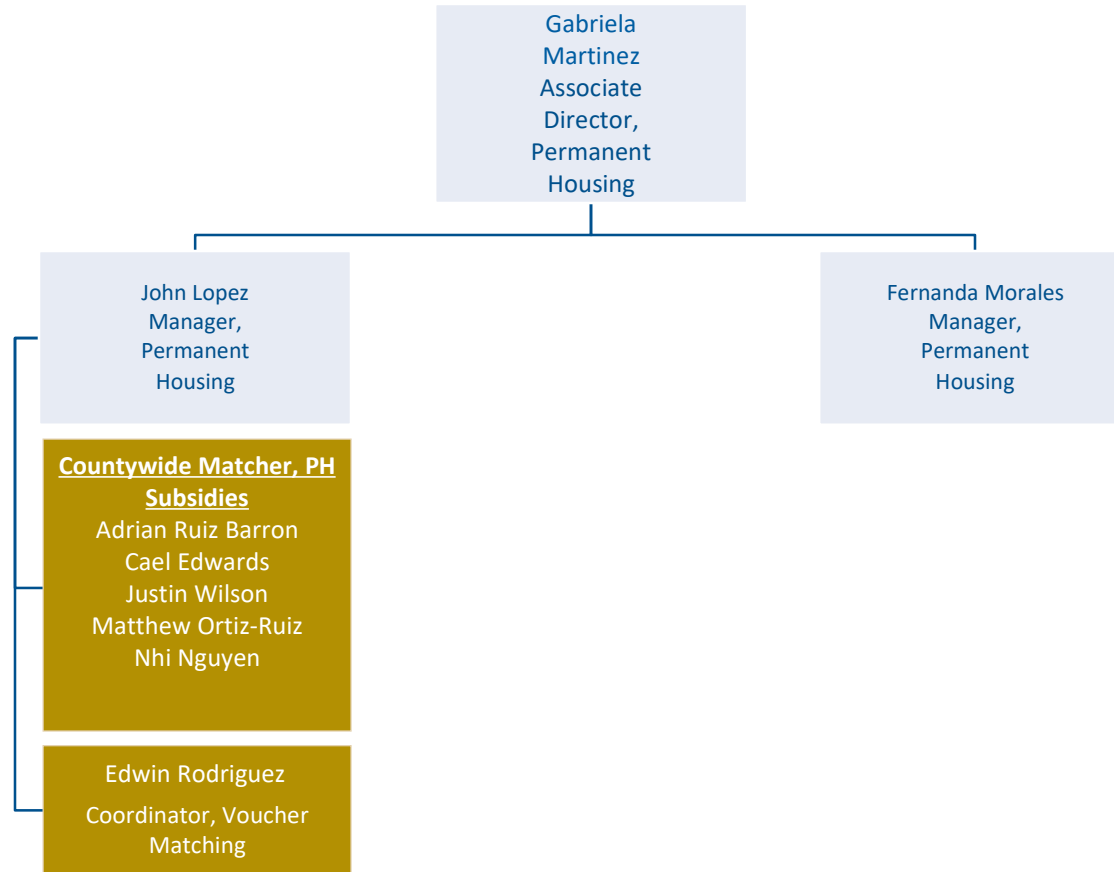 Gabriela
Martinez
Associate
Director,
Permanent
Housing
John Lopez
Manager,
Permanent
Housing
Fernanda Morales
Manager,
Permanent
Housing
Countywide Matcher, PH
Subsidies
Adrian Ruiz Barron
Cael Edwards
Justin Wilson
Matthew Ortiz-Ruiz
Nhi Nguyen
Edwin Rodriguez
Coordinator, Voucher
Matching